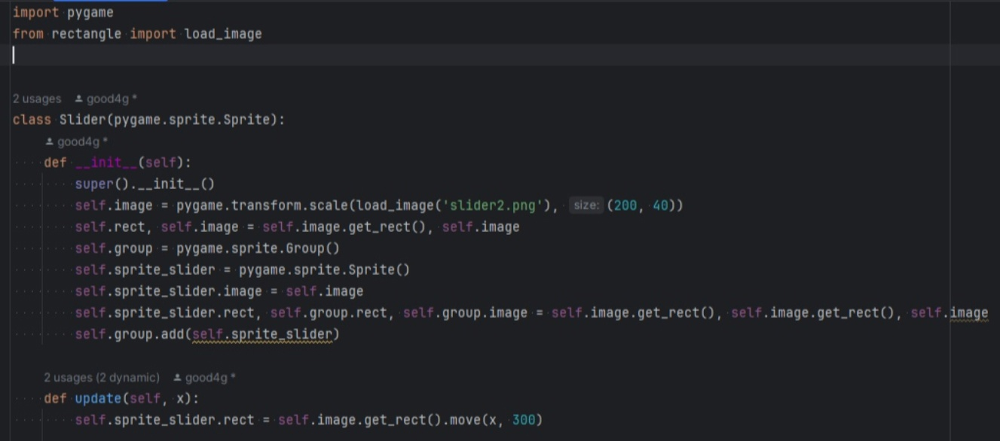 import pygame
from rectangle import load_image
2 usages good4g *
class Slider(pygame.sprite.Sprite):
good4g *
def __init__(self):
super().__init__()
self.image = pygame.transform.scale(load_image('slider2.png'), size: (200, 40))
self.rect, self.image = self.image.get_rect(), self.image
self.group = pygame.sprite.Group()
self.sprite_slider = pygame.sprite.Sprite()
self.sprite_slider.image = self.image
self.sprite_slider.rect, self.group.rect, self.group.image = self.image.get_rect(), self.image.get_rect(), self.image
self.group.add(self.sprite_slider)
2 usages (2 dynamic) good4g *
def update(self, x):
self.sprite_slider.rect = self.image.get_rect().move(x, 300)